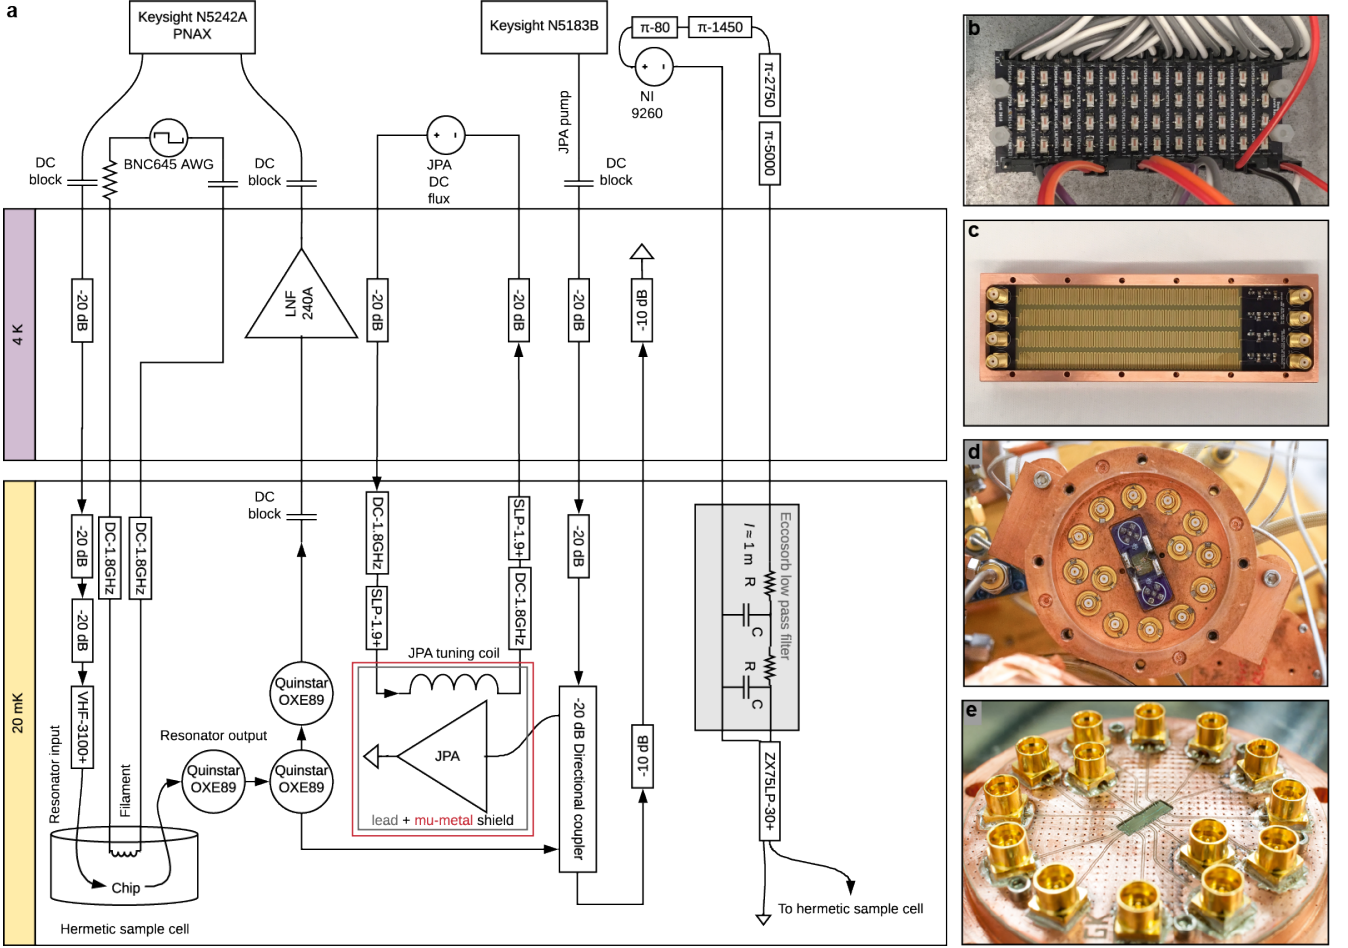 a
Keysight N5242A
PNAX
Keysight N5183B
π-80
π-1450
+ -
NI
9260
π-2750
π-5000
BNC645 AWG
DC
block
DC
block
+ -
JPA
DC
flux
JPA pump
DC
block
4 K
-20 dB
LNF
240A
-20 dB
-20 dB
-20 dB
-10 dB
20 mK
DC
block
-20 dB
DC-1.8GHz
DC-1.8GHz
DC-1.8GHz
SLP-1.9+
-20 dB
-20 dB
SLP-1.9+
DC-1.8GHz
Eccosorb low pass filter
l ≈ 1 m
R
C
R
C
JPA tuning coil
VHF-3100+
Quinstar
OXE89
Resonator input
Resonator output
Filament
Quinstar
OXE89
Quinstar
OXE89
JPA
lead + mu-metal shield
-20 dB Directional coupler
-10 dB
ZX75LP-30+
Chip
Hermetic sample cell
To hermetic sample cell
b
c
d
e